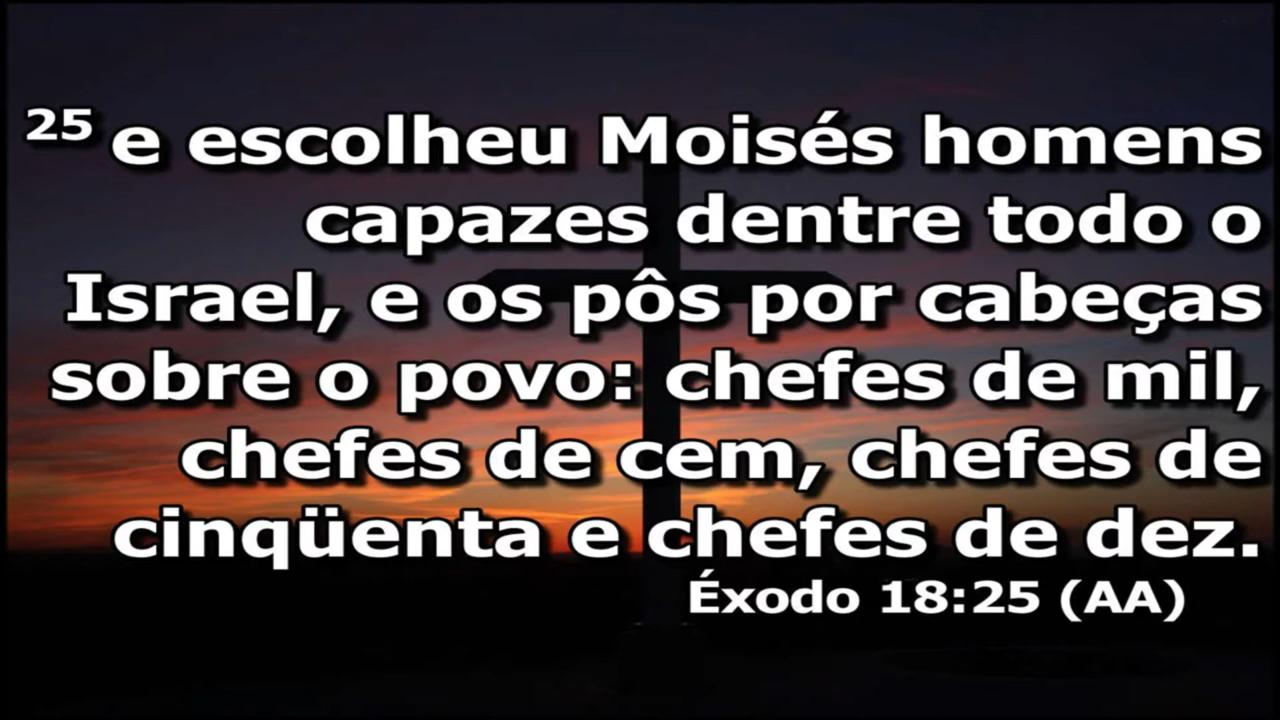 25 e escolheu Moisés homens
capazes dentre todo o
Israel, e os pôs por cabeças
sobre o povo: chefes de mil,
chefes de cem, chefes de
cinqüenta e chefes de dez.
Éxodo 18:25 (AA)